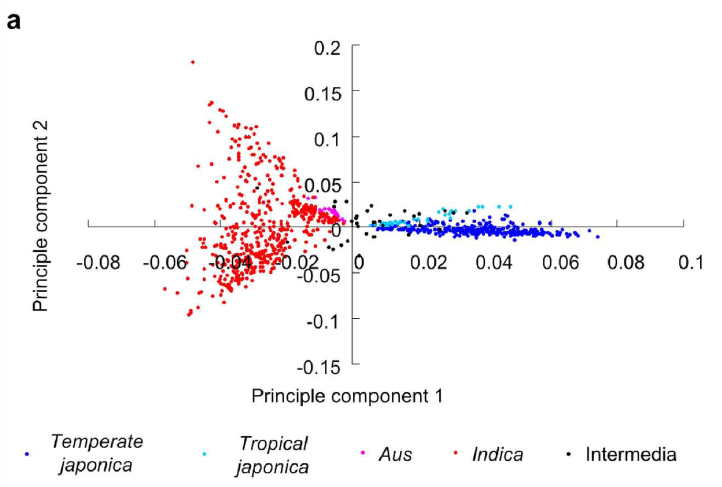 a
0.2
0.15
0.1
0.05
0
-0.08 -0.06 -0.04 -0.02 0 0.02 0.04 0.06 0.08 0.1
-0.05
-0.1
-0.15
Principle component 2
Principle component 1
Temperate japonica
Tropical japonica
Aus
Indica
Intermedia